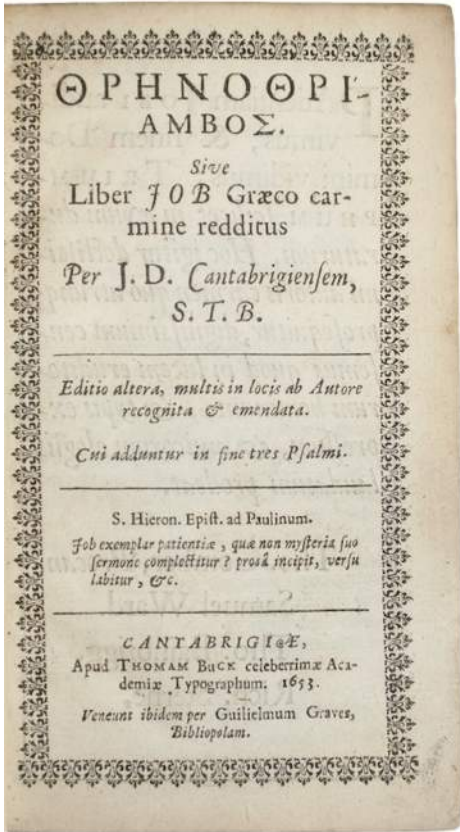 ΘΡΗΝΟΘΡΙ-
ΑΜΒΟΣ.
Sive
Liber JOB Græco car-
mine redditus
Per J. D. Cantabrigienſem,
S. T. B.
Editio altera, multis in locis ab Autore
recognita & emendata.
Cui adduntur in fine tres Pſalmi.
S. Hieron. Epiſt. ad Paulinum.
Job exemplar patientiæ, quæ non myſteria ſuo
ſermone complectitur? proſâ incipit, verſu
labitur, &c.
CANTABRIGIÆ,
Apud THOMAM BUCK celeberrimæ Aca-
demiæ Typographum. 1653.
Veneunt ibidem per Guilielmum Graves,
Bibliopolam.